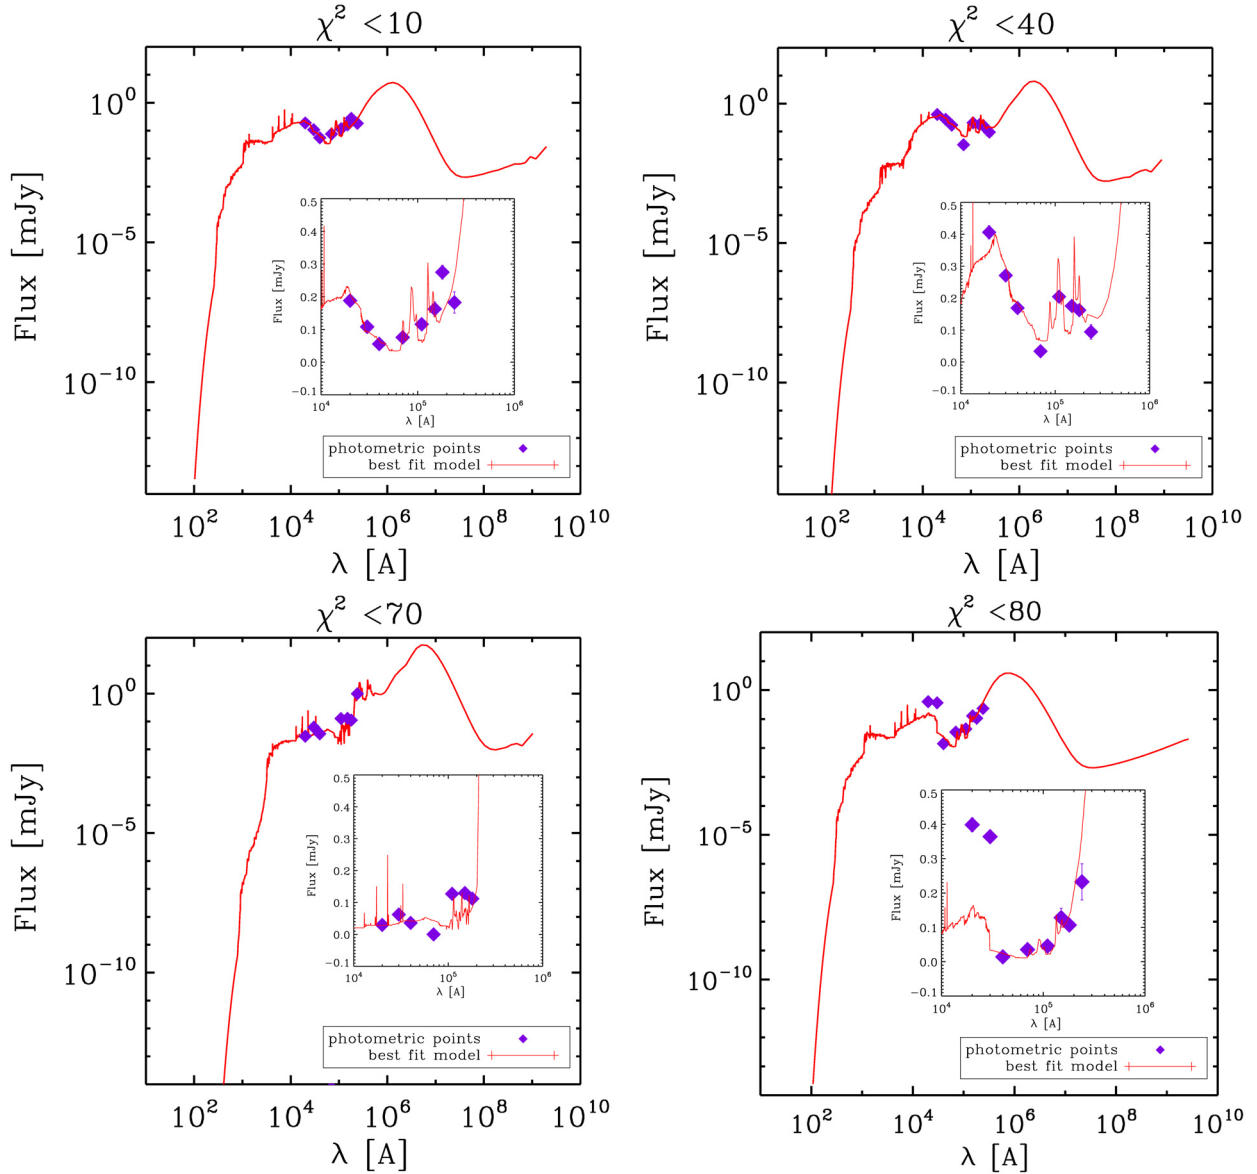 χ² <10
Flux [mJy]
10⁰
10⁻⁵
10⁻¹⁰
0.5
0.4
0.3
0.2
0.1
0.0
−0.1
Flux [mJy]
10⁴ 10⁵ 10⁶
λ [A]
photometric points
best fit model
10² 10⁴ 10⁶ 10⁸ 10¹⁰
λ [A]
χ² <40
Flux [mJy]
10⁰
10⁻⁵
10⁻¹⁰
0.5
0.4
0.3
0.2
0.1
0.0
−0.1
Flux [mJy]
10⁴ 10⁵ 10⁶
λ [A]
photometric points
best fit model
10² 10⁴ 10⁶ 10⁸ 10¹⁰
λ [A]
χ² <70
Flux [mJy]
10⁰
10⁻⁵
10⁻¹⁰
0.5
0.4
0.3
0.2
0.1
0.0
−0.1
Flux [mJy]
10⁴ 10⁵ 10⁶
λ [A]
photometric points
best fit model
10² 10⁴ 10⁶ 10⁸ 10¹⁰
λ [A]
χ² <80
Flux [mJy]
10⁰
10⁻⁵
10⁻¹⁰
0.5
0.4
0.3
0.2
0.1
0.0
−0.1
Flux [mJy]
10⁴ 10⁵ 10⁶
λ [A]
photometric points
best fit model
10² 10⁴ 10⁶ 10⁸ 10¹⁰
λ [A]